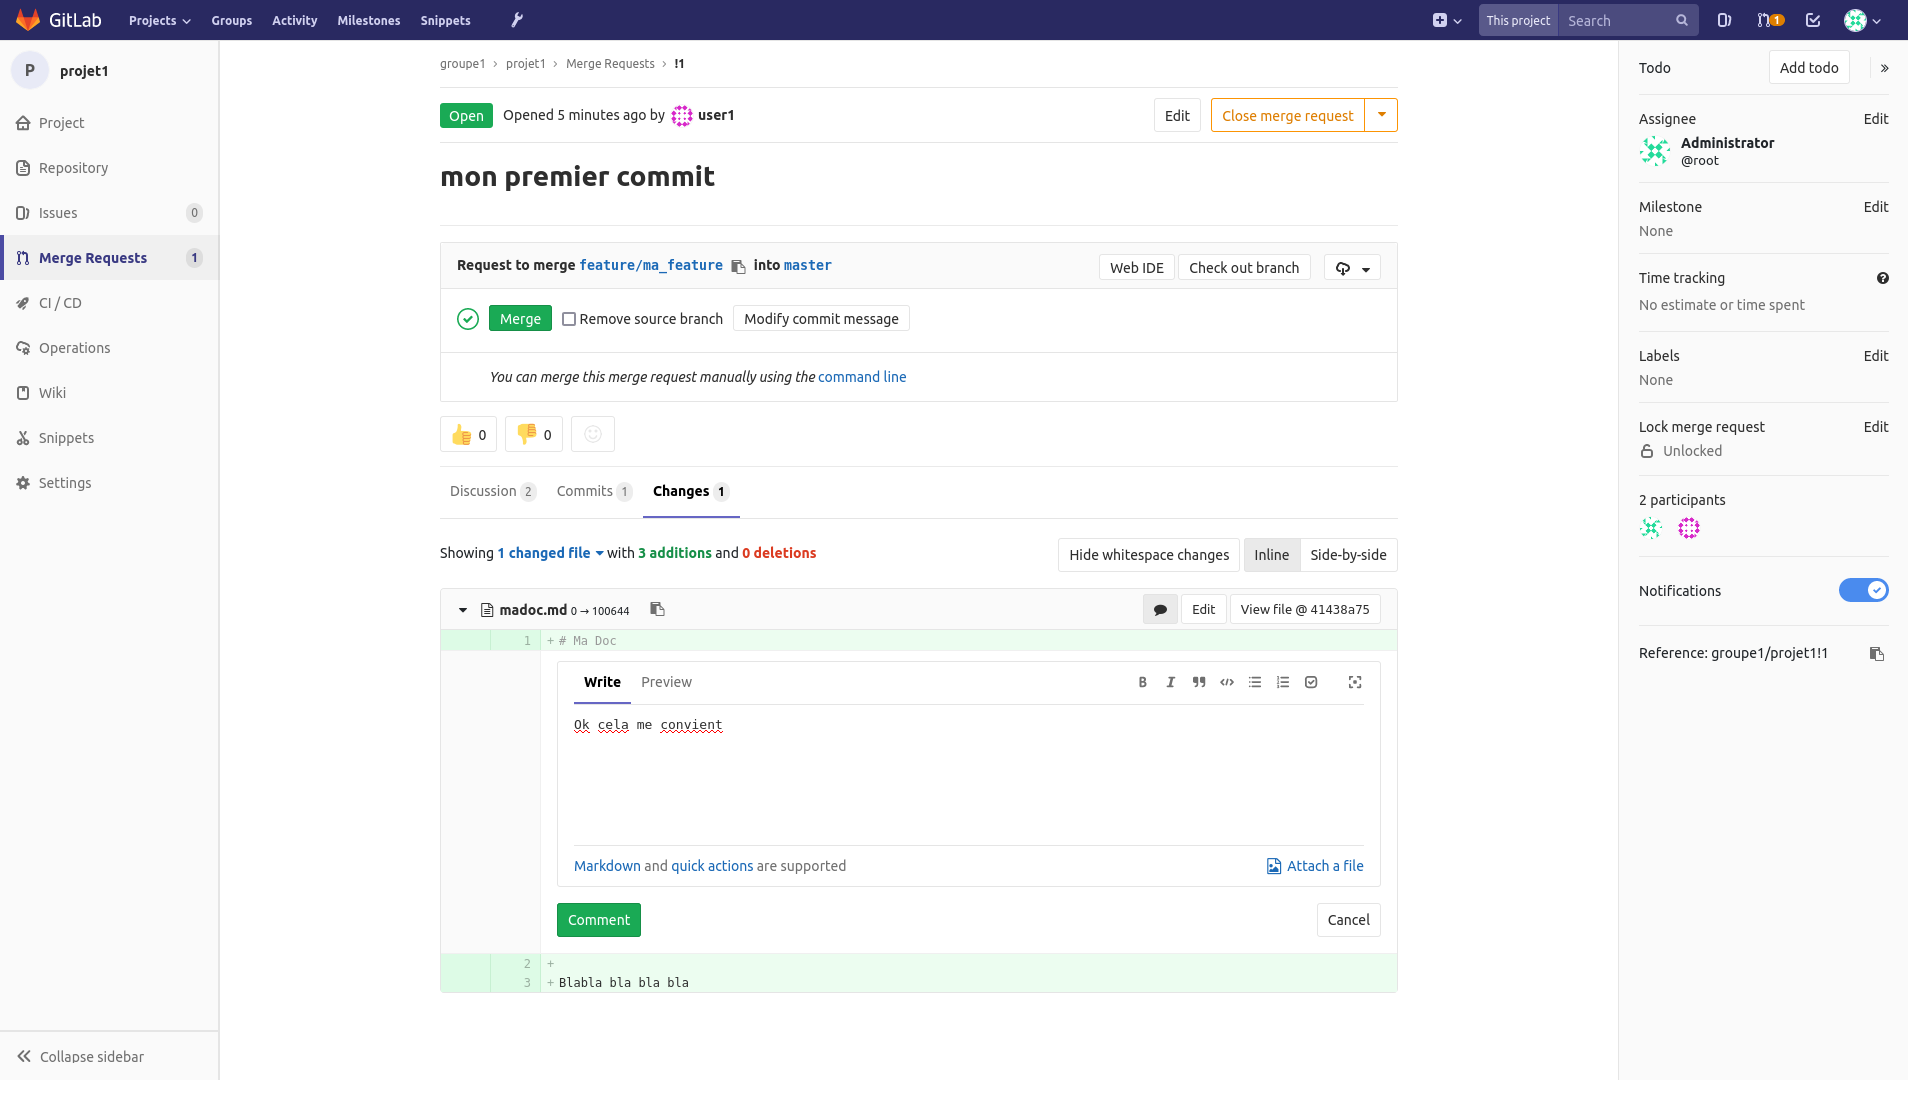 GitLab Projects Groups Activity Milestones Snippets This project Search 1
P projet1
Project
Repository
Issues 0
Merge Requests 1
CI / CD
Operations
Wiki
Snippets
Settings
Collapse sidebar
groupe1 › projet1 › Merge Requests › !1
Open Opened 5 minutes ago by user1 Edit Close merge request
mon premier commit
Request to merge feature/ma_feature into master Web IDE Check out branch
Merge Remove source branch Modify commit message
You can merge this merge request manually using the command line
0 0
Discussion 2 Commits 1 Changes 1
Showing 1 changed file with 3 additions and 0 deletions Hide whitespace changes Inline Side-by-side
madoc.md 0 → 100644 Edit View file @ 41438a75
1 + # Ma Doc
Write Preview
Ok cela me convient
Markdown and quick actions are supported Attach a file
Comment Cancel
2 +
3 + Blabla bla bla bla
Todo Add todo »
Assignee Edit
Administrator
@root
Milestone Edit
None
Time tracking
No estimate or time spent
Labels Edit
None
Lock merge request Edit
Unlocked
2 participants
Notifications
Reference: groupe1/projet1!1